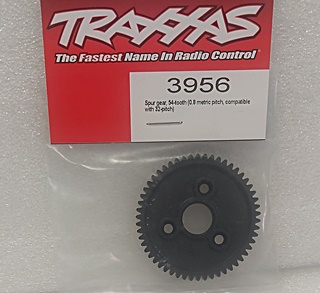 TRAXXAS
The Fastest Name In Radio Control
3956
Spur gear, 54-tooth (0.8 metric pitch, compatible
with 32-pitch)